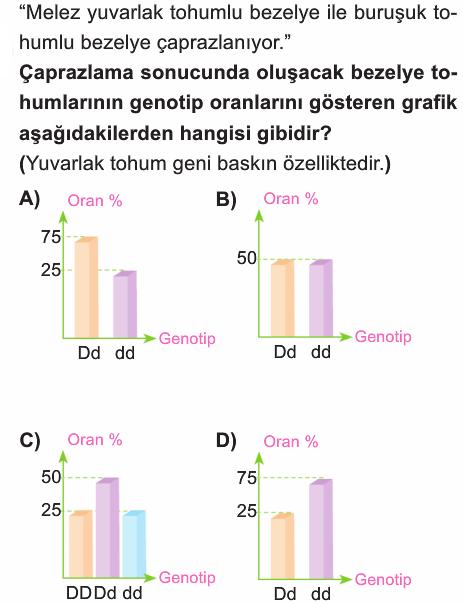 “Melez yuvarlak tohumlu bezelye ile buruşuk to-
humlu bezelye çaprazlanıyor.”
Çaprazlama sonucunda oluşacak bezelye to-
humlarının genotip oranlarını gösteren grafik
aşağıdakilerden hangisi gibidir?
(Yuvarlak tohum geni baskın özelliktedir.)
A) Oran %
75
25
Genotip
Dd dd
B) Oran %
50
Genotip
Dd dd
C) Oran %
50
25
Genotip
DD Dd dd
D) Oran %
75
25
Genotip
Dd dd